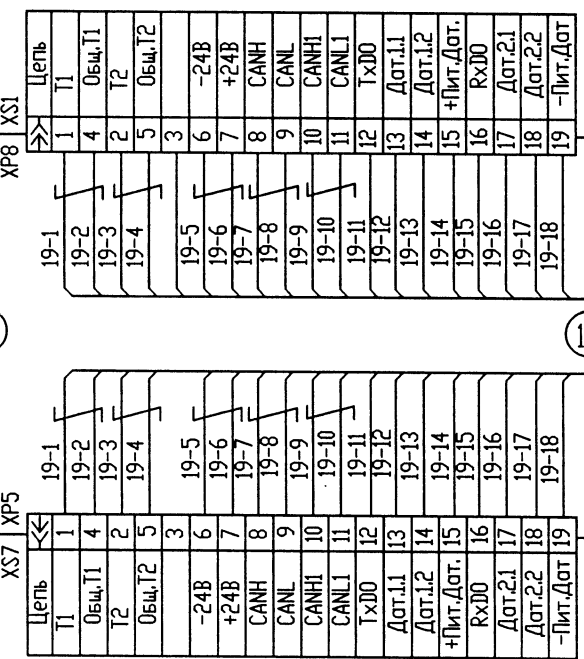 XS7 XP5 XP8 XS1
Цепь Цепь
T1 1 19-1 19-1 1 T1
Общ.T1 4 19-2 19-2 4 Общ.T1
T2 2 19-3 19-3 2 T2
Общ.T2 5 19-4 19-4 5 Общ.T2
3 3
-24В 6 19-5 19-5 6 -24В
+24В 7 19-6 19-6 7 +24В
CANH 8 19-7 19-7 8 CANH
CANL 9 19-8 19-8 9 CANL
CANH1 10 19-9 19-9 10 CANH1
CANL1 11 19-10 19-10 11 CANL1
TxD0 12 19-11 19-11 12 TxD0
Дат.1.1 13 19-12 19-12 13 Дат.1.1
Дат.1.2 14 19-13 19-13 14 Дат.1.2
+Пит.Дат 15 19-14 19-14 15 +Пит.Дат.
RxD0 16 19-15 19-15 16 RxD0
Дат.2.1 17 19-16 19-16 17 Дат.2.1
Дат.2.2 18 19-17 19-17 18 Дат.2.2
-Пит.Дат 19 19-18 19-18 19 -Пит.Дат